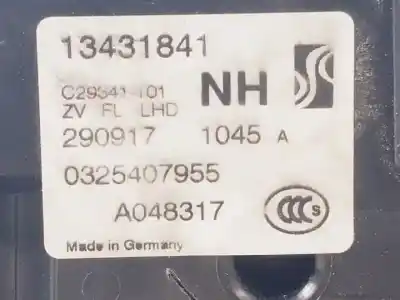 13431841
NH
ZV FL LHD
290917 1045 A
0325407955
A048317
CCC S
Made in Germany